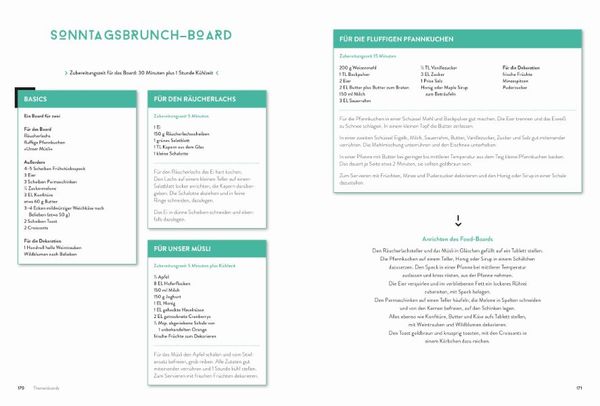 SONNTAGSBRUNCH–BOARD
Zubereitungszeit für das Board: 30 Minuten plus 1 Stunde Kühlzeit
BASICS
Ein Board für zwei
Für das Board
Räucherlachs
fluffige Pfannkuchen
»Unser Müsli«
Außerdem
4–5 Scheiben Frühstücksspeck
3 Eier
3 Scheiben Parmaschinken
½ Zuckermelone
2 EL Konfitüre
etwa 60 g Butter
3–4 Ecken mildwürziger Weichkäse nach
Belieben (etwa 50 g)
2 Scheiben Toast
2 Croissants
Für die Dekoration
1 Handvoll helle Weintrauben
Wildblumen nach Belieben
FÜR DEN RÄUCHERLACHS
Zubereitungszeit 5 Minuten
1 Ei
150 g Räucherlachsscheiben
1 grünes Salatblatt
1 TL Kapern aus dem Glas
1 kleine Schalotte
Für den Räucherlachs das Ei hart kochen.
Den Lachs auf einem kleinen Teller auf einem
Salatblatt locker anrichten, die Kapern darüber-
geben. Die Schalotte abziehen und in feine
Ringe schneiden, dazulegen.
Das Ei in dünne Scheiben schneiden und eben-
falls dazulegen.
FÜR UNSER MÜSLI
Zubereitungszeit 5 Minuten plus Kühlzeit
½ Apfel
8 EL Haferflocken
150 ml Milch
150 g Joghurt
1 EL Honig
1 EL gehackte Haselnüsse
2 EL getrocknete Cranberrys
1 Msp. abgeriebene Schale von
1 unbehandelten Orange
frische Früchte zum Dekorieren
Für das Müsli den Apfel schälen und vom Stiel-
ansatz befreien, grob reiben. Alle Zutaten mit-
einander verrühren und 1 Stunde kühl stellen.
Zum Servieren mit frischen Früchten dekorieren.
170 Themenboards
FÜR DIE FLUFFIGEN PFANNKUCHEN
Zubereitungszeit 15 Minuten
200 g Weizenmehl
1 TL Backpulver
2 Eier
2 EL Butter plus Butter zum Braten
150 ml Milch
3 EL Sauerrahm
½ TL Vanillezucker
3 EL Zucker
1 Prise Salz
Honig oder Maple Sirup
zum Beträufeln
Für die Dekoration
frische Früchte
Minzespitzen
Puderzucker
Für die Pfannkuchen in einer Schüssel Mehl und Backpulver gut mischen. Die Eier trennen und das Eiweiß
zu Schnee schlagen. In einem kleinen Topf die Butter zerlassen.
In einer zweiten Schüssel Eigelb, Milch, Sauerrahm, Butter, Vanillezucker, Zucker und Salz gut miteinander
verrühren. Die Mehlmischung unterrühren und den Eischnee unterheben.
In einer Pfanne mit Butter bei geringer bis mittlerer Temperatur aus dem Teig kleine Pfannkuchen backen.
Das dauert je Seite etwa 2 Minuten, sie sollten goldbraun sein.
Zum Servieren mit Früchten, Minze und Puderzucker dekorieren und den Honig oder Sirup in einer Schale
dazustellen.
Anrichten des Food-Boards
Den Räucherlachsteller und das Müsli in Gläschen gefüllt auf ein Tablett stellen.
Die Pfannkuchen auf einem Teller, Honig oder Sirup in einem Schälchen
dazusetzen. Den Speck in einer Pfanne bei mittlerer Temperatur
auslassen und kross rösten, aus der Pfanne nehmen.
Die Eier verquirlen und im verbliebenen Fett ein lockeres Rührei
zubereiten, mit Speck belegen.
Den Parmaschinken auf einem Teller häufeln, die Melone in Spalten schneiden
und von den Kernen befreien, auf den Schinken legen.
Alles ebenso wie Konfitüre, Butter und Käse aufs Tablett stellen,
mit Weintrauben und Wildblumen dekorieren.
Den Toast goldbraun und knusprig toasten, mit den Croissants in
einem Körbchen dazu reichen.
171